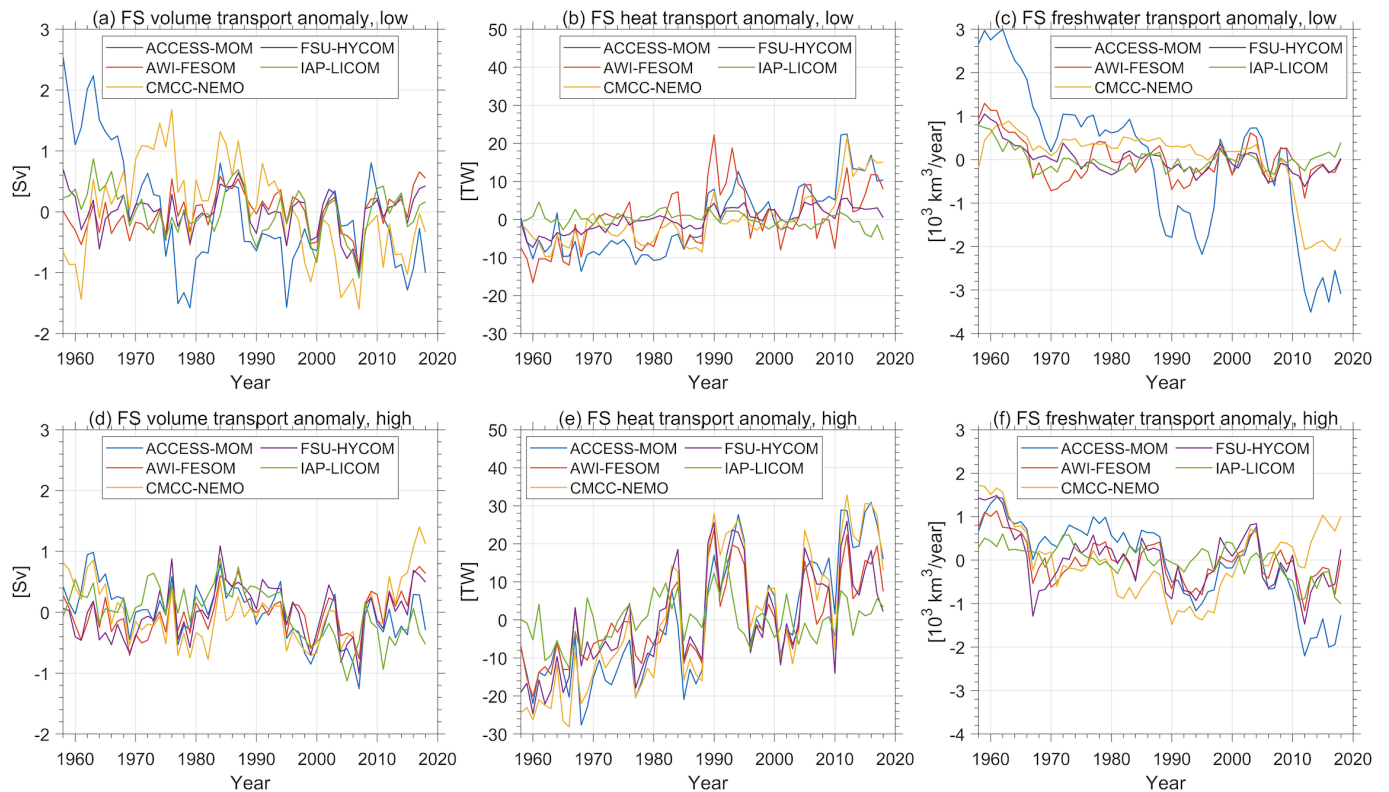 (a) FS volume transport anomaly, low
3
2
1
0
-1
-2
[Sv]
ACCESS-MOM
FSU-HYCOM
AWI-FESOM
IAP-LICOM
CMCC-NEMO
1960 1970 1980 1990 2000 2010 2020
Year
(b) FS heat transport anomaly, low
50
40
30
20
10
0
-10
-20
-30
[TW]
ACCESS-MOM
FSU-HYCOM
AWI-FESOM
IAP-LICOM
CMCC-NEMO
1960 1970 1980 1990 2000 2010 2020
Year
(c) FS freshwater transport anomaly, low
3
2
1
0
-1
-2
-3
-4
[10³ km³/year]
ACCESS-MOM
FSU-HYCOM
AWI-FESOM
IAP-LICOM
CMCC-NEMO
1960 1970 1980 1990 2000 2010 2020
Year
(d) FS volume transport anomaly, high
3
2
1
0
-1
-2
[Sv]
ACCESS-MOM
FSU-HYCOM
AWI-FESOM
IAP-LICOM
CMCC-NEMO
1960 1970 1980 1990 2000 2010 2020
Year
(e) FS heat transport anomaly, high
50
40
30
20
10
0
-10
-20
-30
[TW]
ACCESS-MOM
FSU-HYCOM
AWI-FESOM
IAP-LICOM
CMCC-NEMO
1960 1970 1980 1990 2000 2010 2020
Year
(f) FS freshwater transport anomaly, high
3
2
1
0
-1
-2
-3
-4
[10³ km³/year]
ACCESS-MOM
FSU-HYCOM
AWI-FESOM
IAP-LICOM
CMCC-NEMO
1960 1970 1980 1990 2000 2010 2020
Year